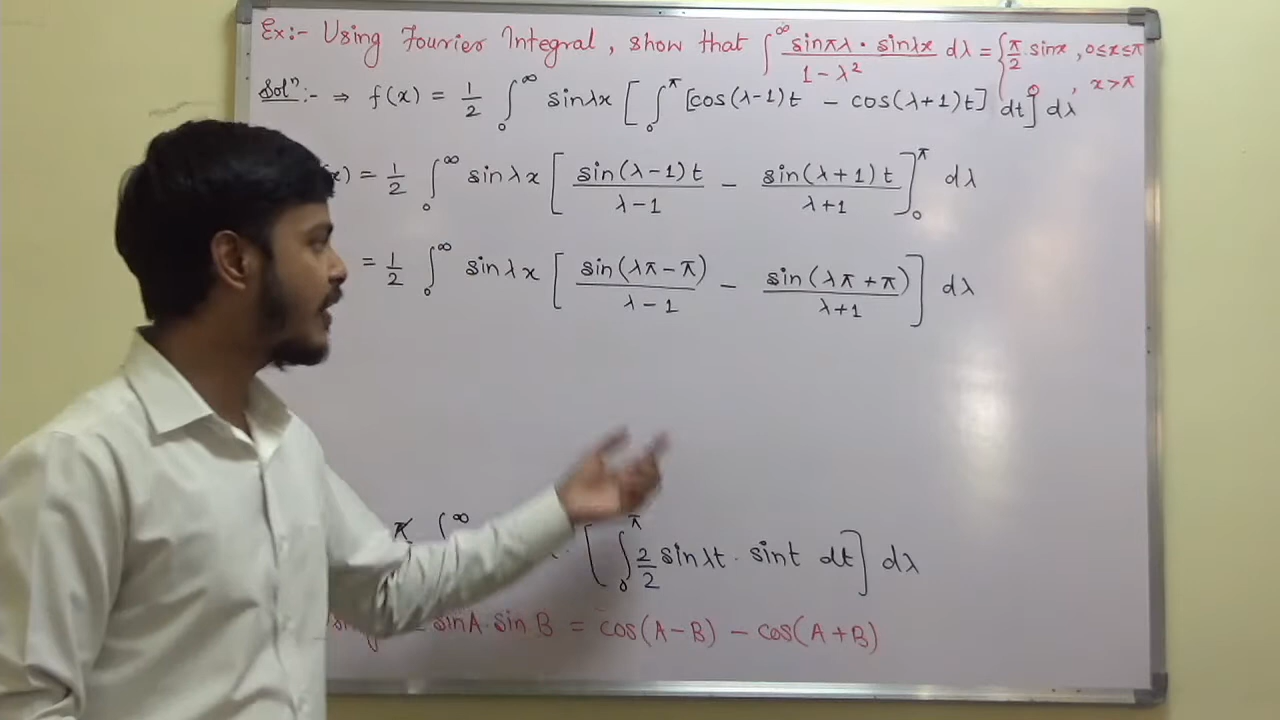 Ex:- Using Fourier Integral, show that ∫^∞ sinπλ · sinλx / 1 - λ² dλ = { π/2 · sinx , 0≤x≤π
0 , x>π
Solⁿ :- ⇒ f(x) = 1/2 ∫₀^∞ sinλx [ ∫₀^π [cos(λ-1)t - cos(λ+1)t] dt ] dλ
x) = 1/2 ∫₀^∞ sinλx [ sin(λ-1)t / λ-1 - sin(λ+1)t / λ+1 ]₀^π dλ
= 1/2 ∫₀^∞ sinλx [ sin(λπ-π) / λ-1 - sin(λπ+π) / λ+1 ] dλ
π ∫^∞ [ ∫₀^π 2/2 sinλt · sint dt ] dλ
sinA·sinB = cos(A-B) - cos(A+B)